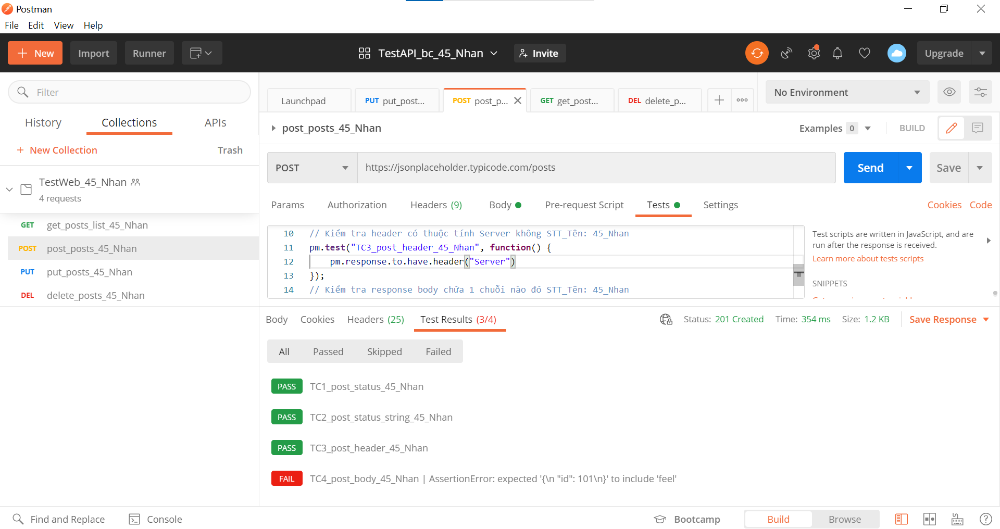 Postman
File Edit View Help
New Import Runner TestAPI_bc_45_Nhan Invite Upgrade
Filter
History Collections APIs
+ New Collection Trash
TestWeb_45_Nhan
4 requests
GET get_posts_list_45_Nhan
POST post_posts_45_Nhan
PUT put_posts_45_Nhan
DEL delete_posts_45_Nhan
Launchpad PUT put_post... POST post_p... GET get_post... DEL delete_p... No Environment
post_posts_45_Nhan Examples 0 BUILD
POST https://jsonplaceholder.typicode.com/posts Send Save
Params Authorization Headers (9) Body Pre-request Script Tests Settings Cookies Code
10 // Kiểm tra header có thuộc tính Server không STT_Tên: 45_Nhan
11 pm.test("TC3_post_header_45_Nhan", function() {
12 pm.response.to.have.header("Server")
13 });
14 // Kiểm tra response body chứa 1 chuỗi nào đó STT_Tên: 45_Nhan
Test scripts are written in JavaScript, and are
run after the response is received.
Learn more about tests scripts
SNIPPETS
Body Cookies Headers (25) Test Results (3/4) Status: 201 Created Time: 354 ms Size: 1.2 KB Save Response
All Passed Skipped Failed
PASS TC1_post_status_45_Nhan
PASS TC2_post_status_string_45_Nhan
PASS TC3_post_header_45_Nhan
FAIL TC4_post_body_45_Nhan | AssertionError: expected '{\n "id": 101\n}' to include 'feel'
Find and Replace Console Bootcamp Build Browse